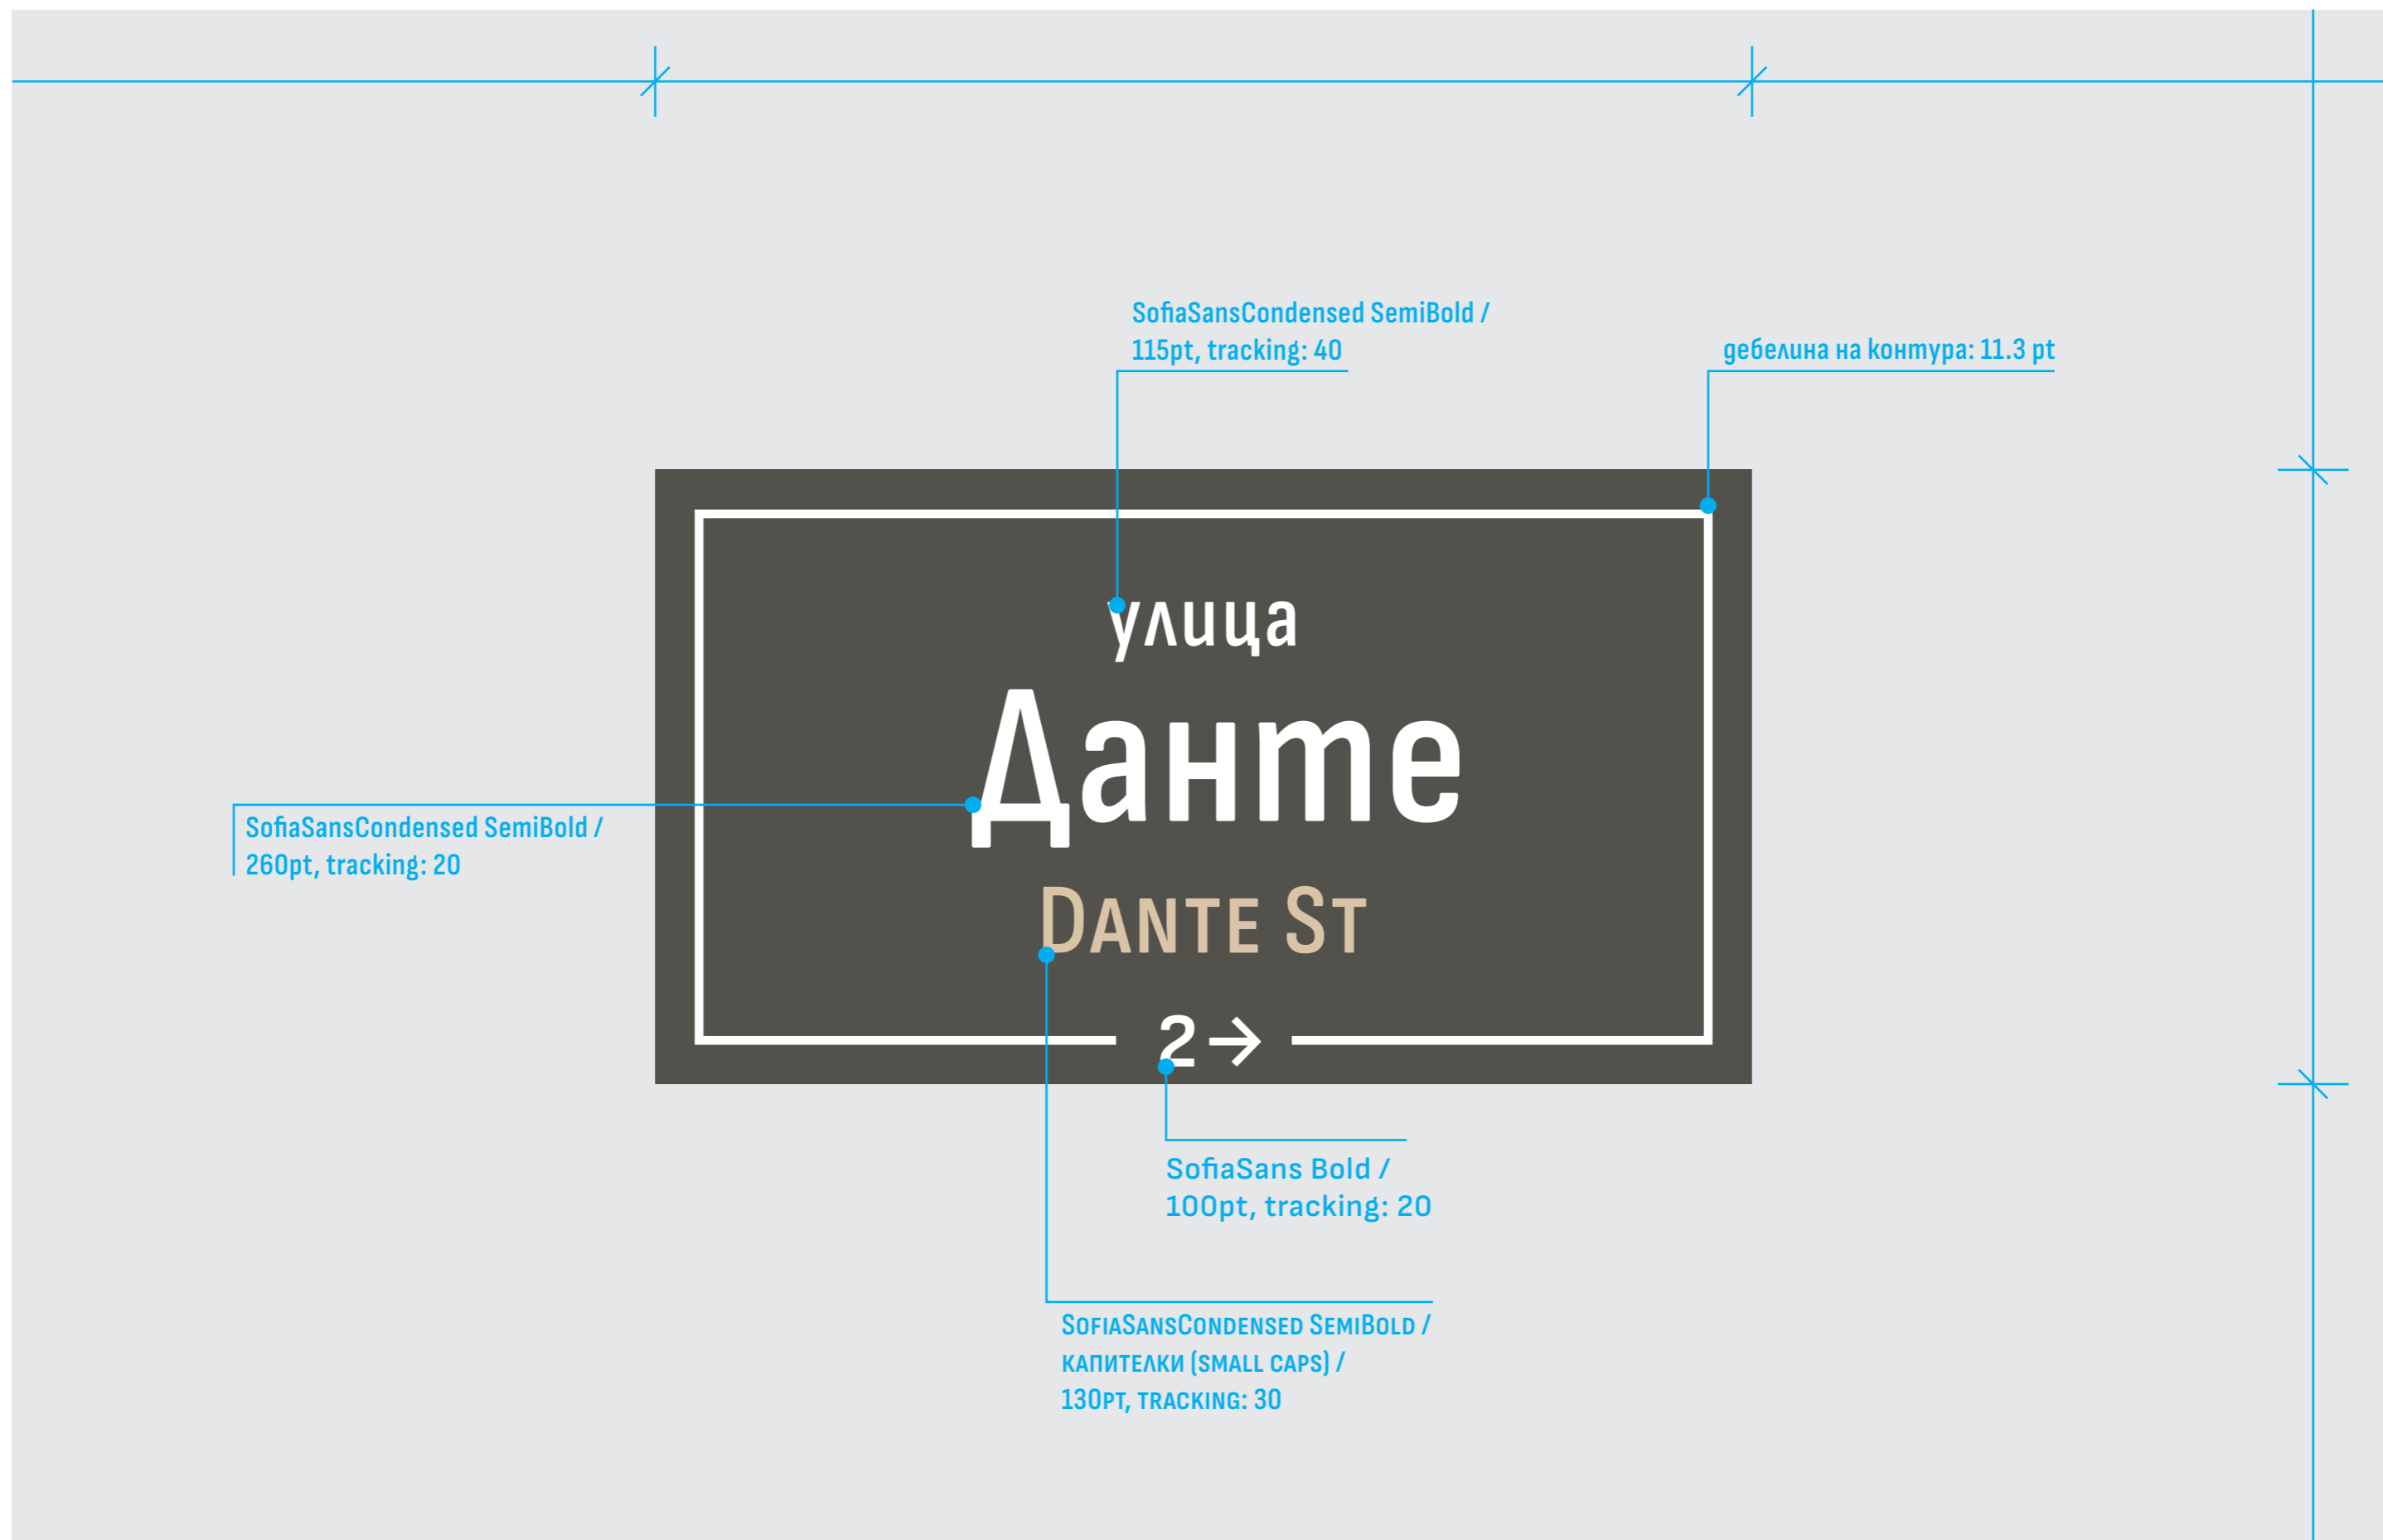 SofiaSansCondensed SemiBold /
115pt, tracking: 40
дебелина на контура: 11.3 pt
улица
Данте
SofiaSansCondensed SemiBold /
260pt, tracking: 20
DANTE ST
2→
SofiaSans Bold /
100pt, tracking: 20
SOFIASANSCONDENSED SEMIBOLD /
КАПИТЕЛКИ (SMALL CAPS) /
130PT, TRACKING: 30